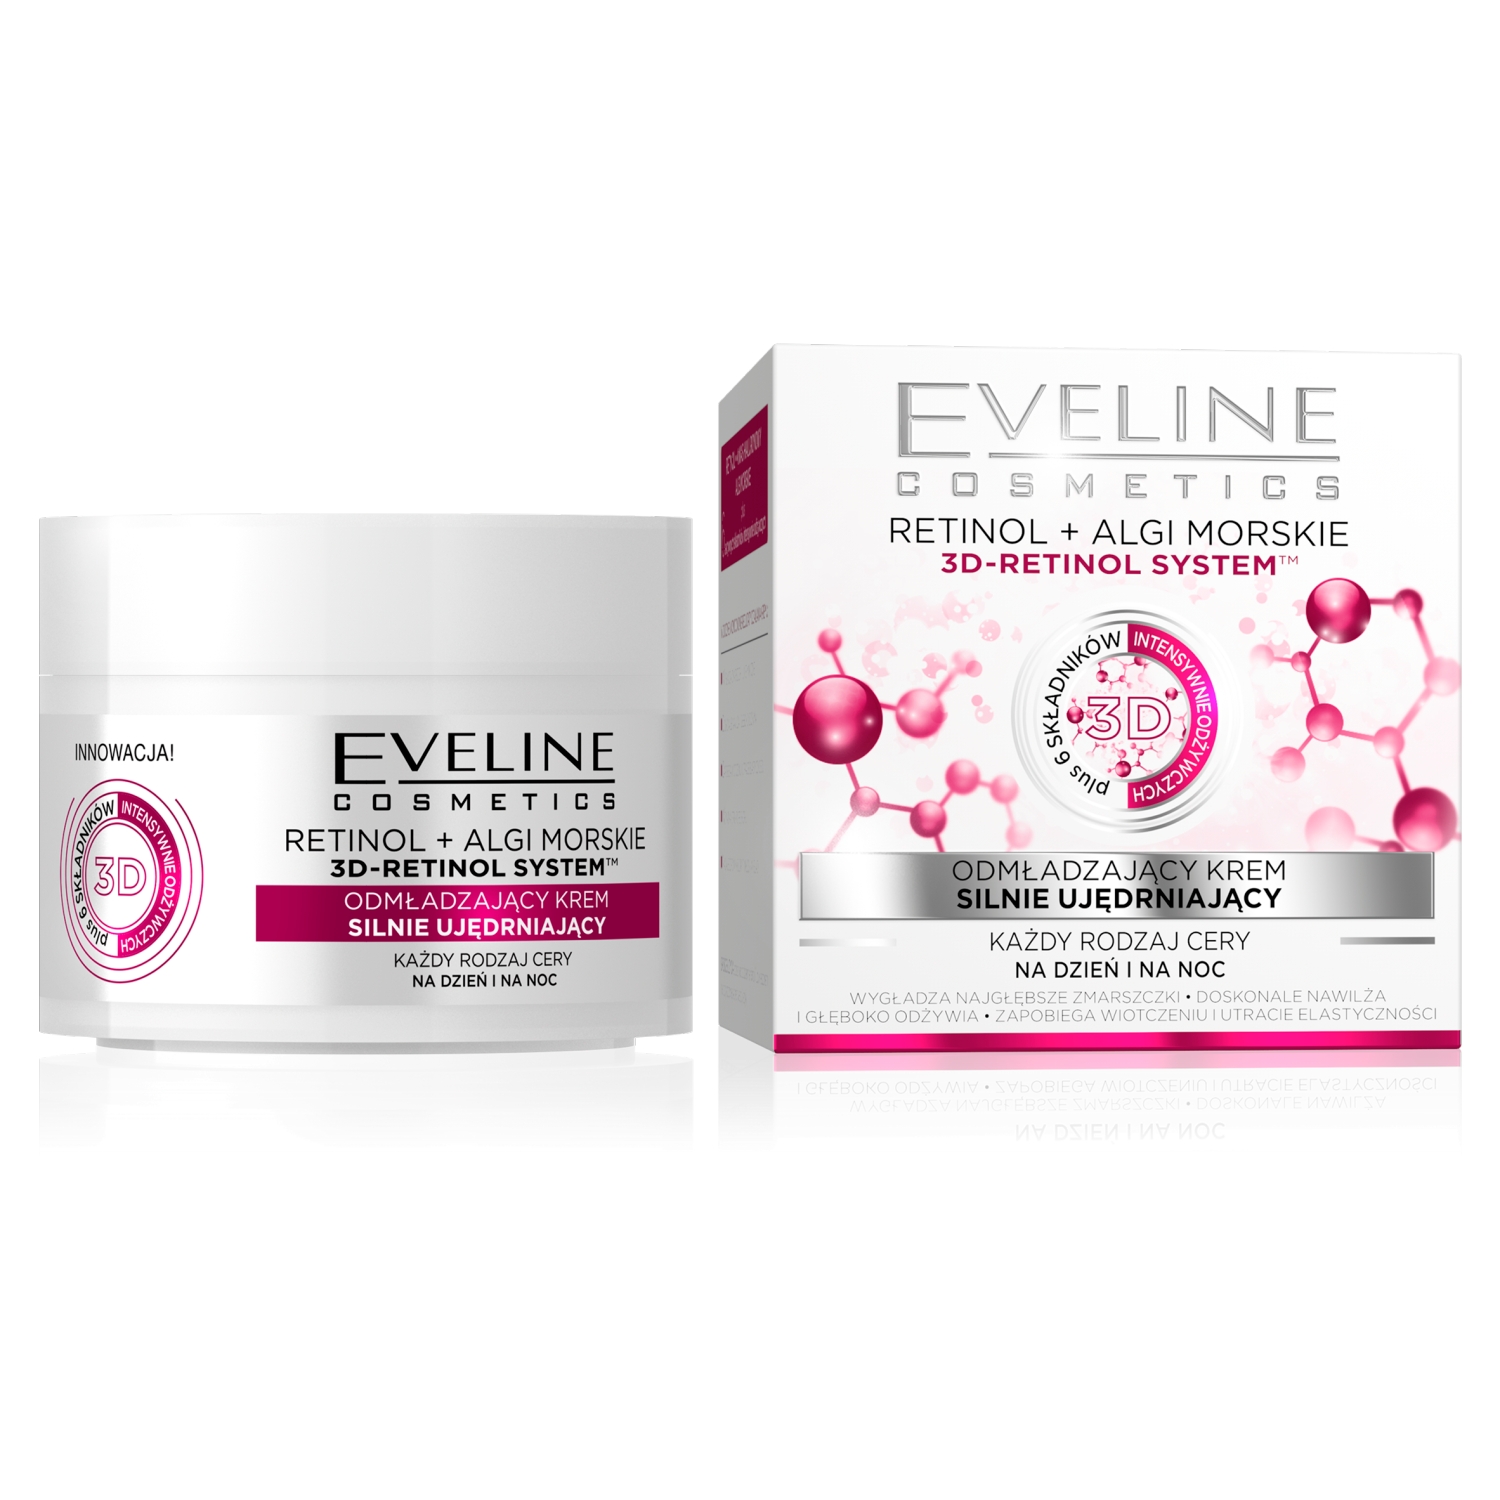 INNOWACJA!
plus 6 SKŁADNIKÓW INTENSYWNIE ODŻYWCZYCH
3D
EVELINE
COSMETICS
RETINOL + ALGI MORSKIE
3D-RETINOL SYSTEM™
ODMŁADZAJĄCY KREM
SILNIE UJĘDRNIAJĄCY
KAŻDY RODZAJ CERY
NA DZIEŃ I NA NOC
EVELINE
COSMETICS
RETINOL + ALGI MORSKIE
3D-RETINOL SYSTEM™
plus 6 SKŁADNIKÓW INTENSYWNIE ODŻYWCZYCH
3D
ODMŁADZAJĄCY KREM
SILNIE UJĘDRNIAJĄCY
KAŻDY RODZAJ CERY
NA DZIEŃ I NA NOC
WYGŁADZA NAJGŁĘBSZE ZMARSZCZKI • DOSKONALE NAWILŻA
I GŁĘBOKO ODŻYWIA • ZAPOBIEGA WIOTCZENIU I UTRACIE ELASTYCZNOŚCI